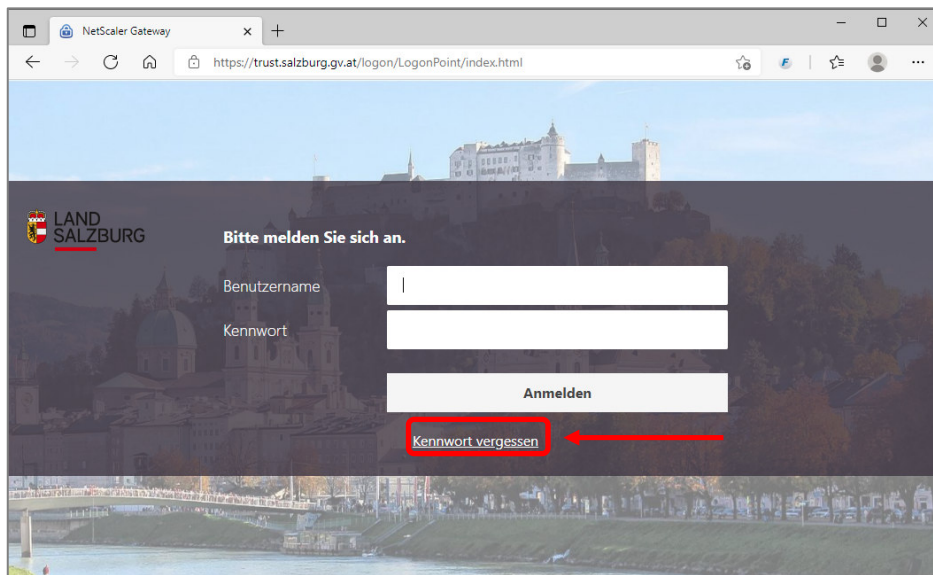 NetScaler Gateway
https://trust.salzburg.gv.at/logon/LogonPoint/index.html
LAND
SALZBURG
Bitte melden Sie sich an.
Benutzername
Kennwort
Anmelden
Kennwort vergessen